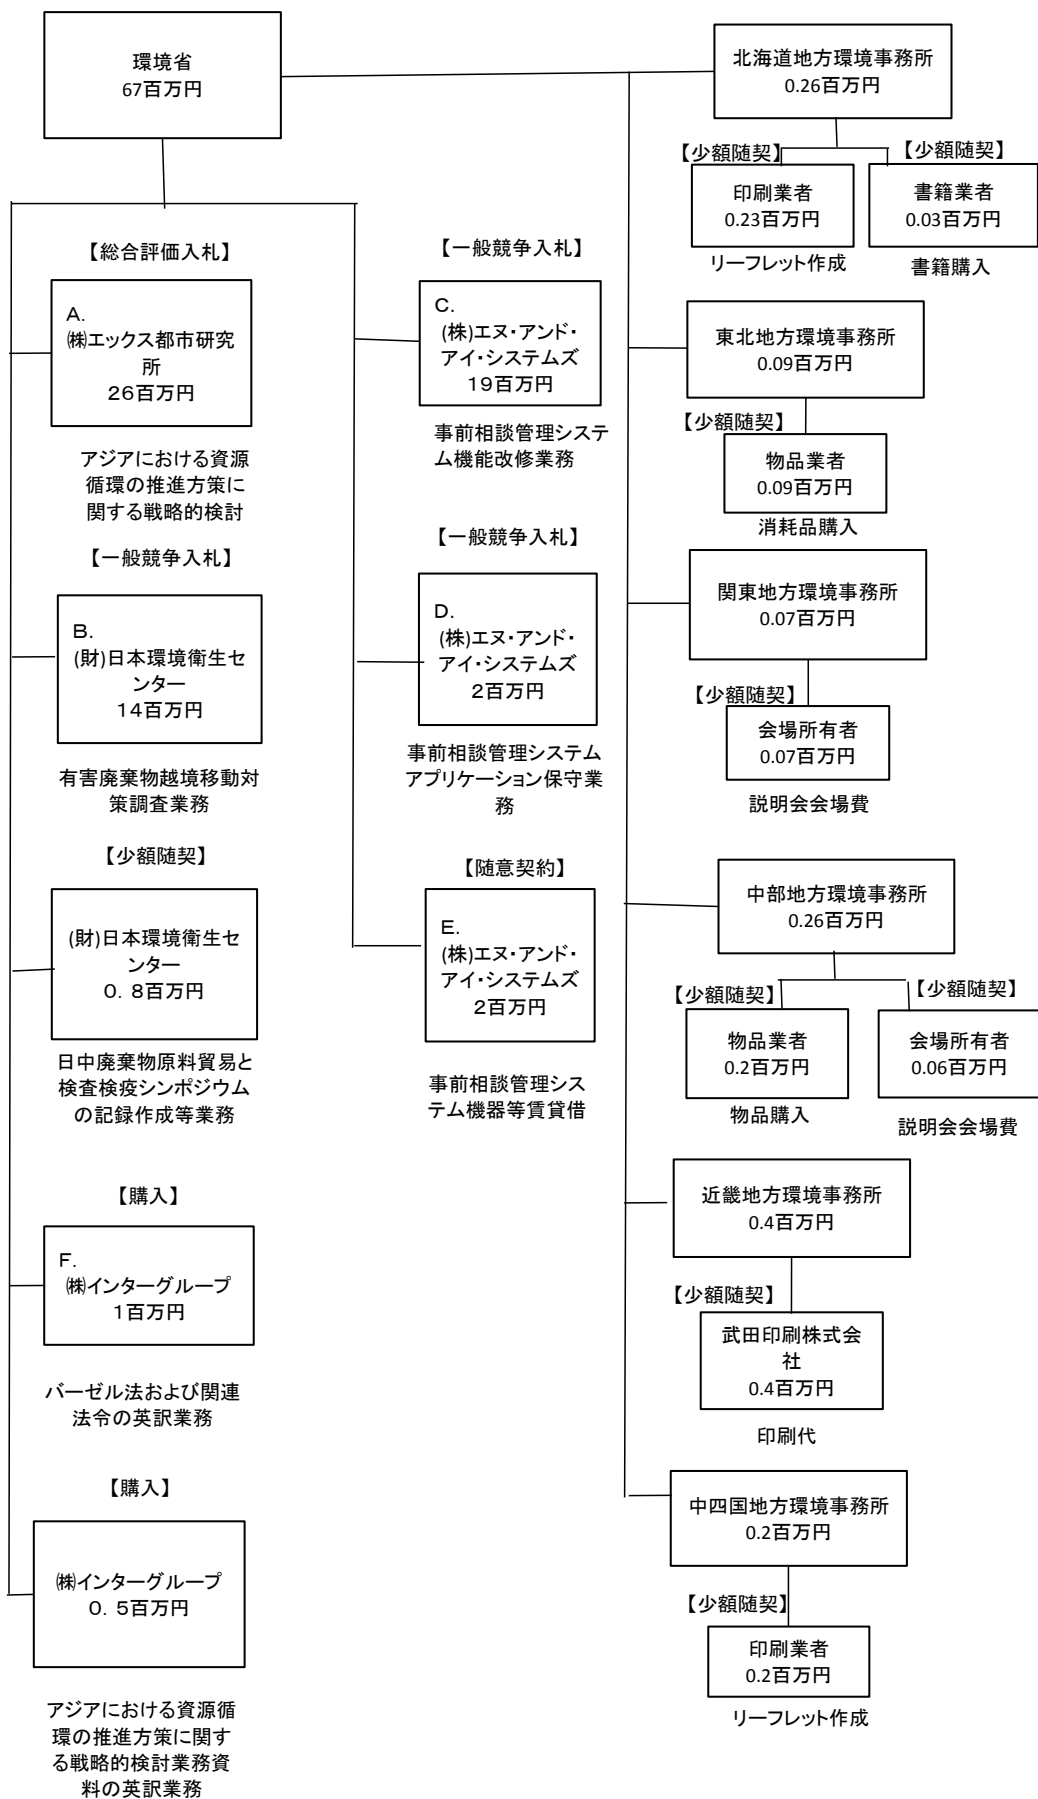 環境省
67百万円
【総合評価入札】
A.
㈱エックス都市研究
所
26百万円
アジアにおける資源
循環の推進方策に
関する戦略的検討
【一般競争入札】
B.
(財)日本環境衛生セ
ンター
14百万円
有害廃棄物越境移動対
策調査業務
【少額随契】
(財)日本環境衛生セ
ンター
0.8百万円
日中廃棄物原料貿易と
検査検疫シンポジウム
の記録作成等業務
【購入】
F.
㈱インターグループ
1百万円
バーゼル法および関連
法令の英訳業務
【購入】
㈱インターグループ
0.5百万円
アジアにおける資源循
環の推進方策に関す
る戦略的検討業務資
料の英訳業務
【一般競争入札】
C.
(株)エヌ・アンド・
アイ・システムズ
19百万円
事前相談管理システ
ム機能改修業務
【一般競争入札】
D.
(株)エヌ・アンド・
アイ・システムズ
2百万円
事前相談管理システム
アプリケーション保守業
務
【随意契約】
E.
(株)エヌ・アンド・
アイ・システムズ
2百万円
事前相談管理シス
テム機器等賃貸借
北海道地方環境事務所
0.26百万円
【少額随契】
印刷業者
0.23百万円
リーフレット作成
【少額随契】
書籍業者
0.03百万円
書籍購入
東北地方環境事務所
0.09百万円
【少額随契】
物品業者
0.09百万円
消耗品購入
関東地方環境事務所
0.07百万円
【少額随契】
会場所有者
0.07百万円
説明会会場費
中部地方環境事務所
0.26百万円
【少額随契】
物品業者
0.2百万円
物品購入
【少額随契】
会場所有者
0.06百万円
説明会会場費
近畿地方環境事務所
0.4百万円
【少額随契】
武田印刷株式会
社
0.4百万円
印刷代
中四国地方環境事務所
0.2百万円
【少額随契】
印刷業者
0.2百万円
リーフレット作成